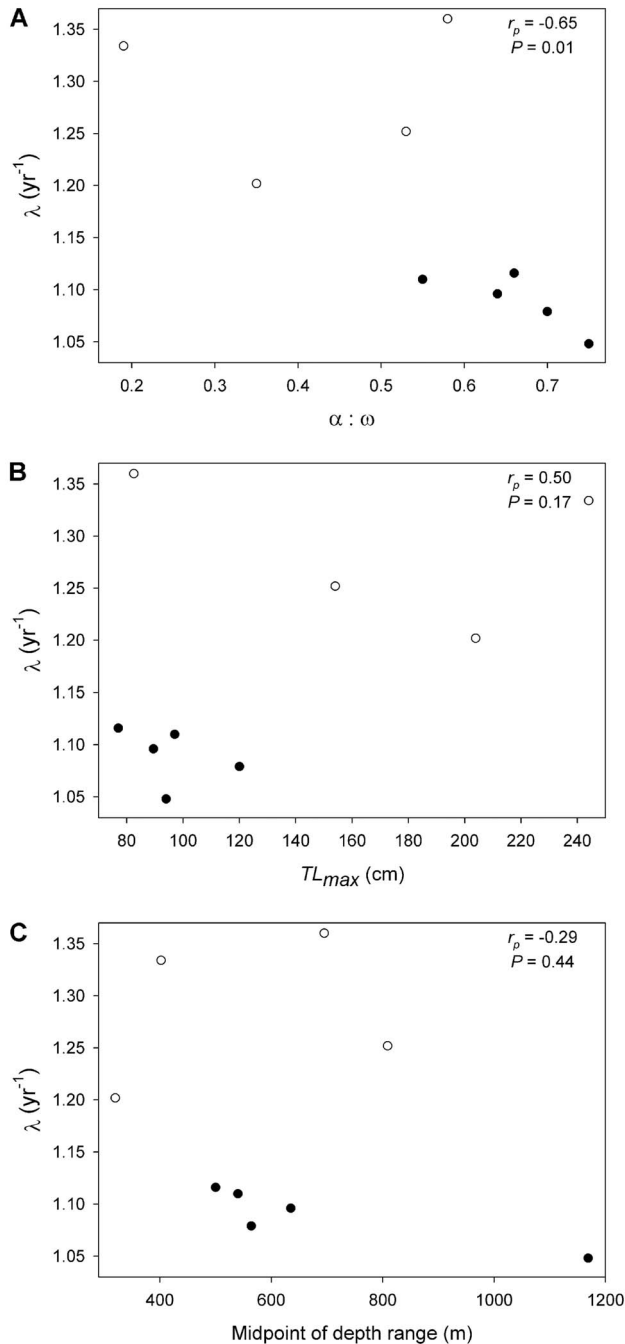 A
r_p = -0.65
P = 0.01
1.35
1.30
1.25
1.20
1.15
1.10
1.05
λ (yr⁻¹)
0.2 0.3 0.4 0.5 0.6 0.7
α : ω
B
r_p = 0.50
P = 0.17
1.35
1.30
1.25
1.20
1.15
1.10
1.05
λ (yr⁻¹)
80 100 120 140 160 180 200 220 240
TL_max (cm)
C
r_p = -0.29
P = 0.44
1.35
1.30
1.25
1.20
1.15
1.10
1.05
λ (yr⁻¹)
400 600 800 1000 1200
Midpoint of depth range (m)